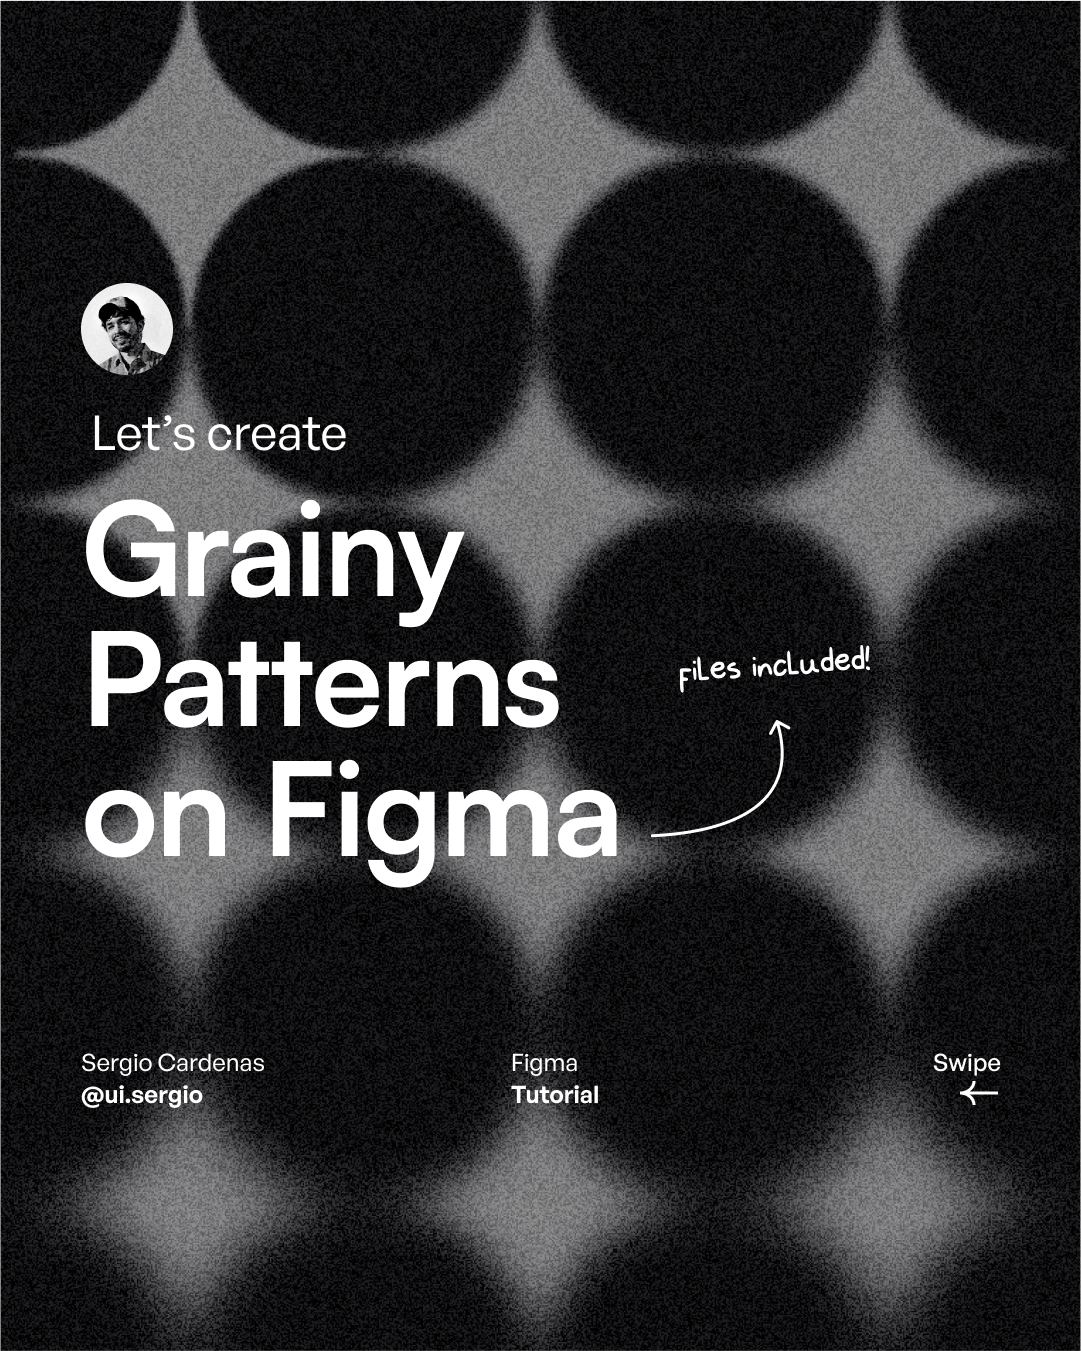 Let’s create
Grainy
Patterns
on Figma
Files included!
Sergio Cardenas
@ui.sergio
Figma
Tutorial
Swipe